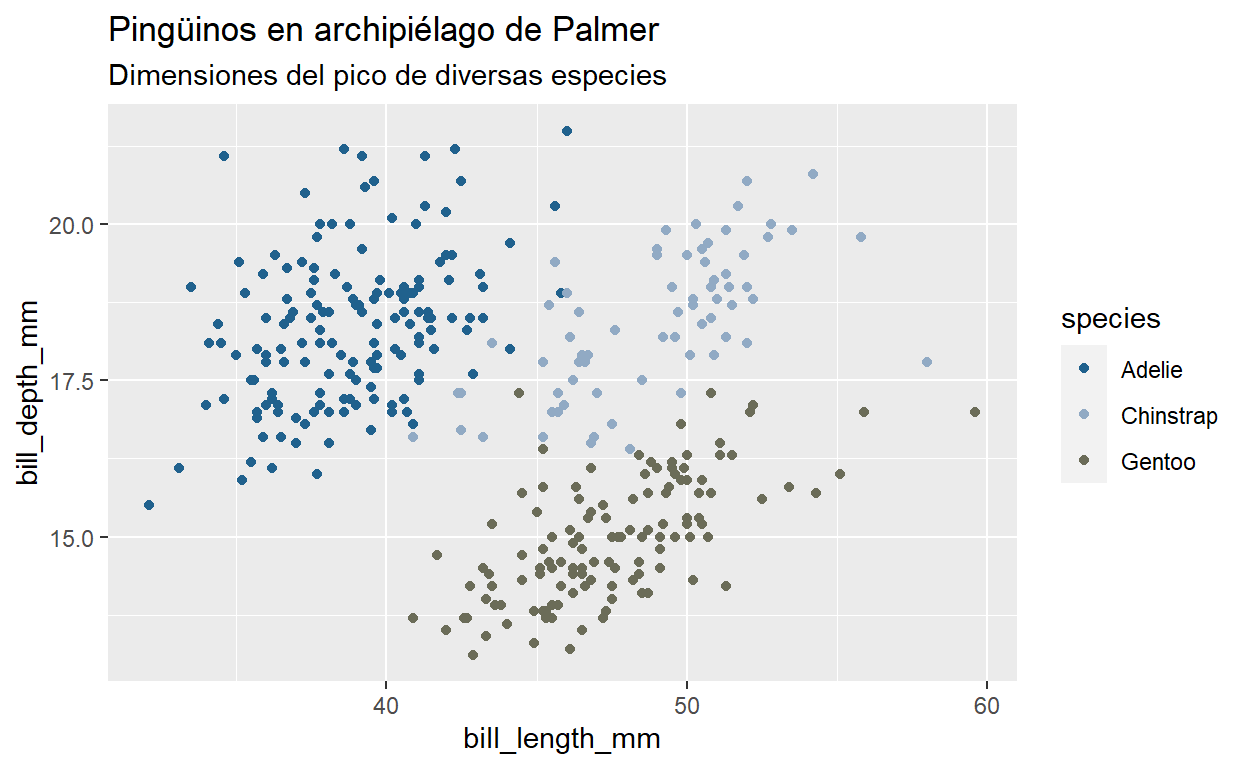 Pingüinos en archipiélago de Palmer
Dimensiones del pico de diversas especies
20.0
17.5
15.0
bill_depth_mm
40
50
60
bill_length_mm
species
Adelie
Chinstrap
Gentoo